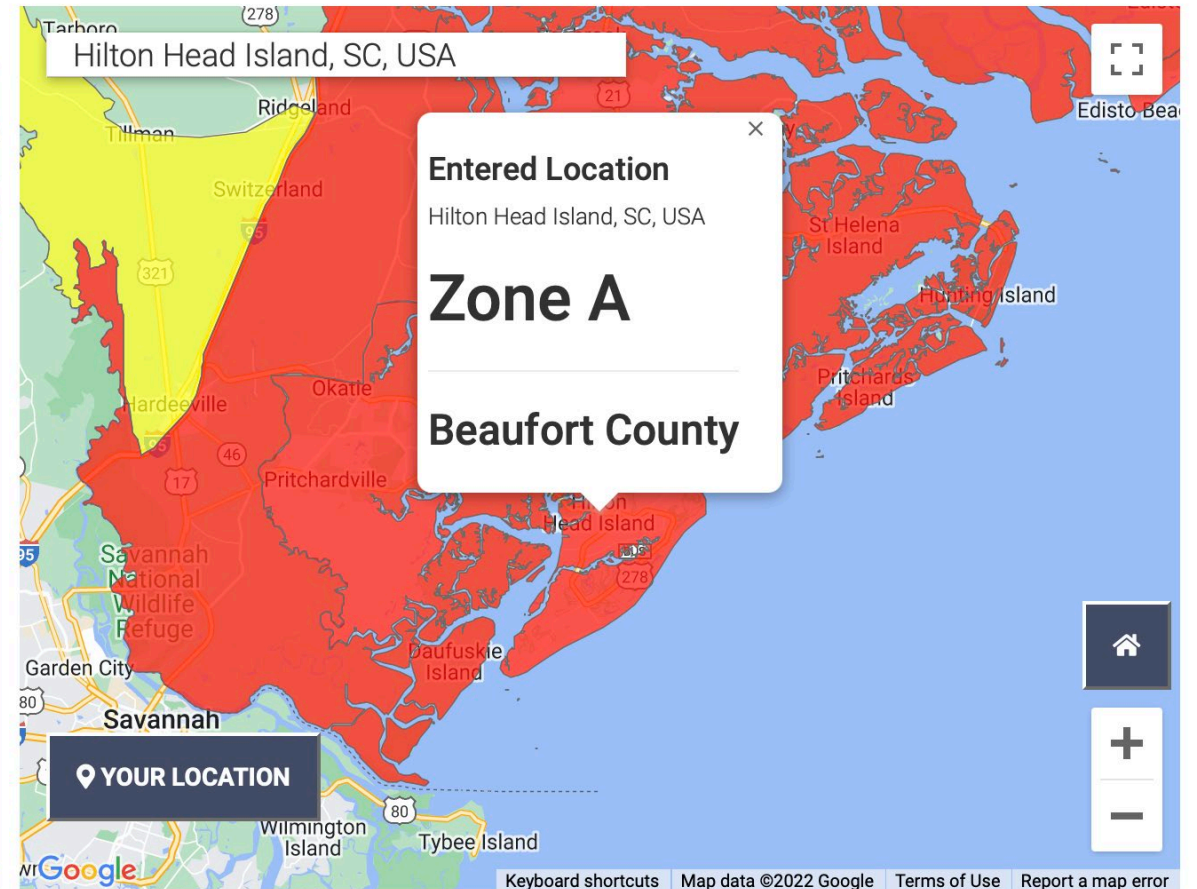 278
Tarboro
Hilton Head Island, SC, USA
21
Ridgeland
Edisto Bea
Tillman
Entered Location
Switzerland
Hilton Head Island, SC, USA
95
St Helena
Island
321
Zone A
Hunting Island
Pritchards
Island
Okatie
Hardeeville
Beaufort County
95
46
17
Pritchardville
Hilton
Head Island
95
Savannah
National
Wildlife
Refuge
278
Daufuskie
Island
Garden City
80
Savannah
YOUR LOCATION
+
−
80
Wilmington
Island
Tybee Island
Google
Keyboard shortcuts
Map data ©2022 Google
Terms of Use
Report a map error